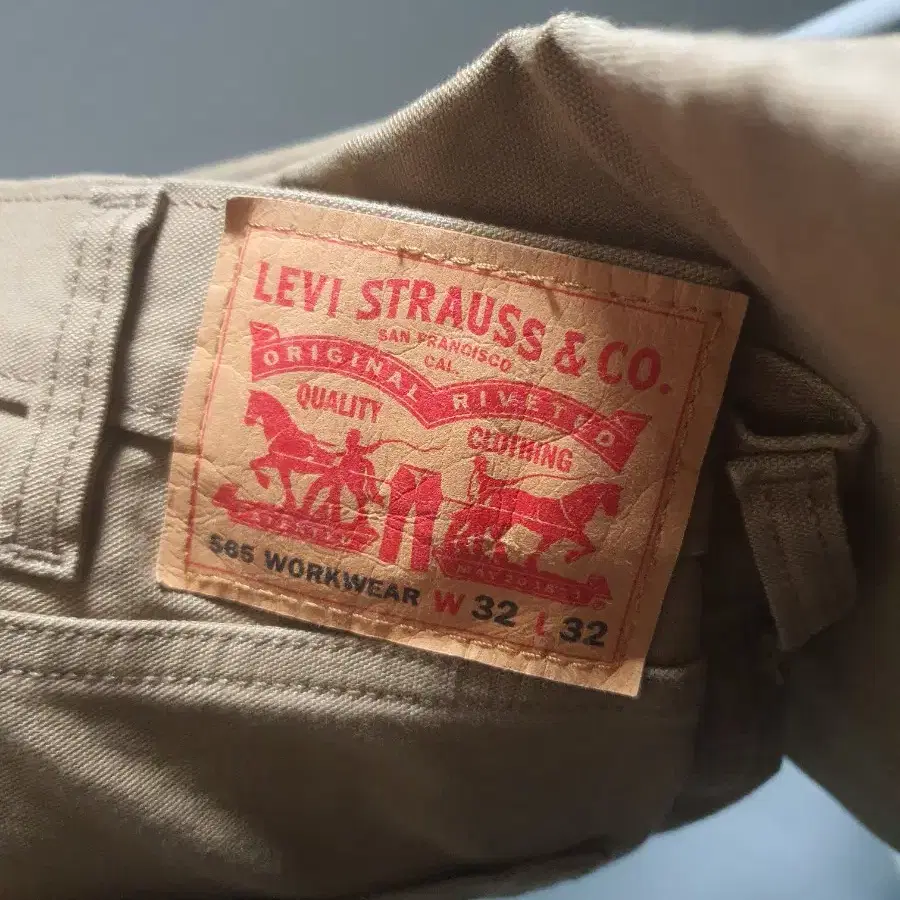 LEVI STRAUSS & CO.
SAN FRANCISCO
CAL.
ORIGINAL RIVETED
QUALITY CLOTHING
565 WORKWEAR W 32 L 32